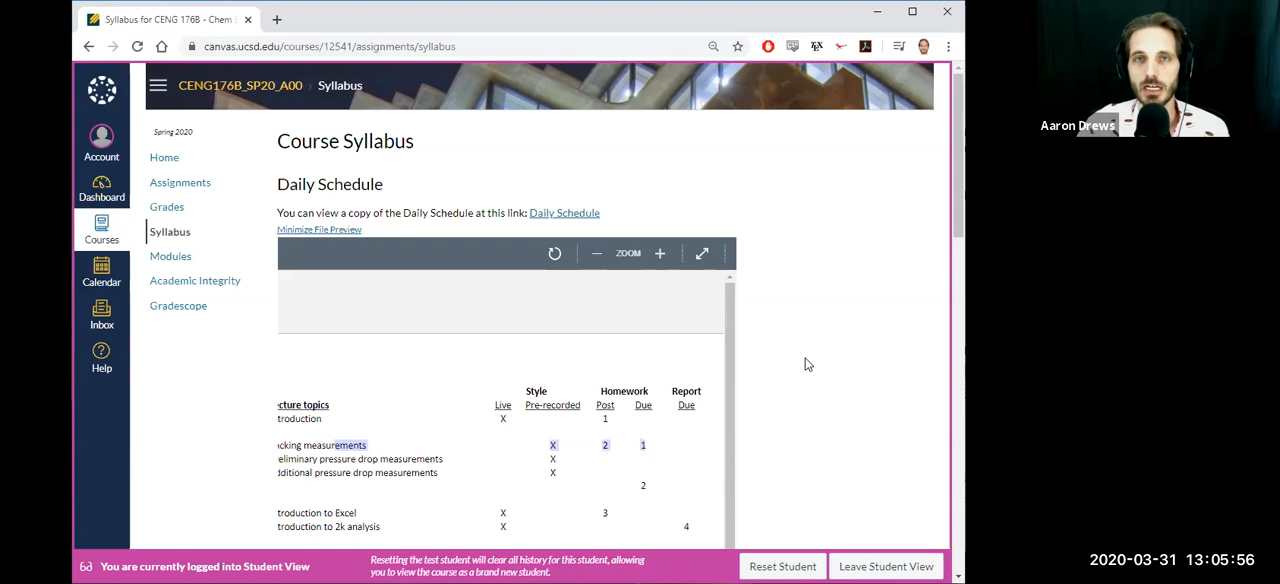 Syllabus for CENG 176B - Chem
canvas.ucsd.edu/courses/12541/assignments/syllabus
CENG176B_SP20_A00 › Syllabus
Account
Dashboard
Courses
Calendar
Inbox
Help
Spring 2020
Home
Assignments
Grades
Syllabus
Modules
Academic Integrity
Gradescope
Course Syllabus
Daily Schedule
You can view a copy of the Daily Schedule at this link: Daily Schedule
Minimize File Preview
ZOOM
Style Homework Report
cture topics Live Pre-recorded Post Due Due
troduction X 1
acking measurements X 2 1
eliminary pressure drop measurements X
dditional pressure drop measurements X
2
troduction to Excel X 3
troduction to 2k analysis X 4
You are currently logged into Student View
Resetting the test student will clear all history for this student, allowing
you to view the course as a brand new student.
Reset Student
Leave Student View
Aaron Drews
2020-03-31 13:05:56